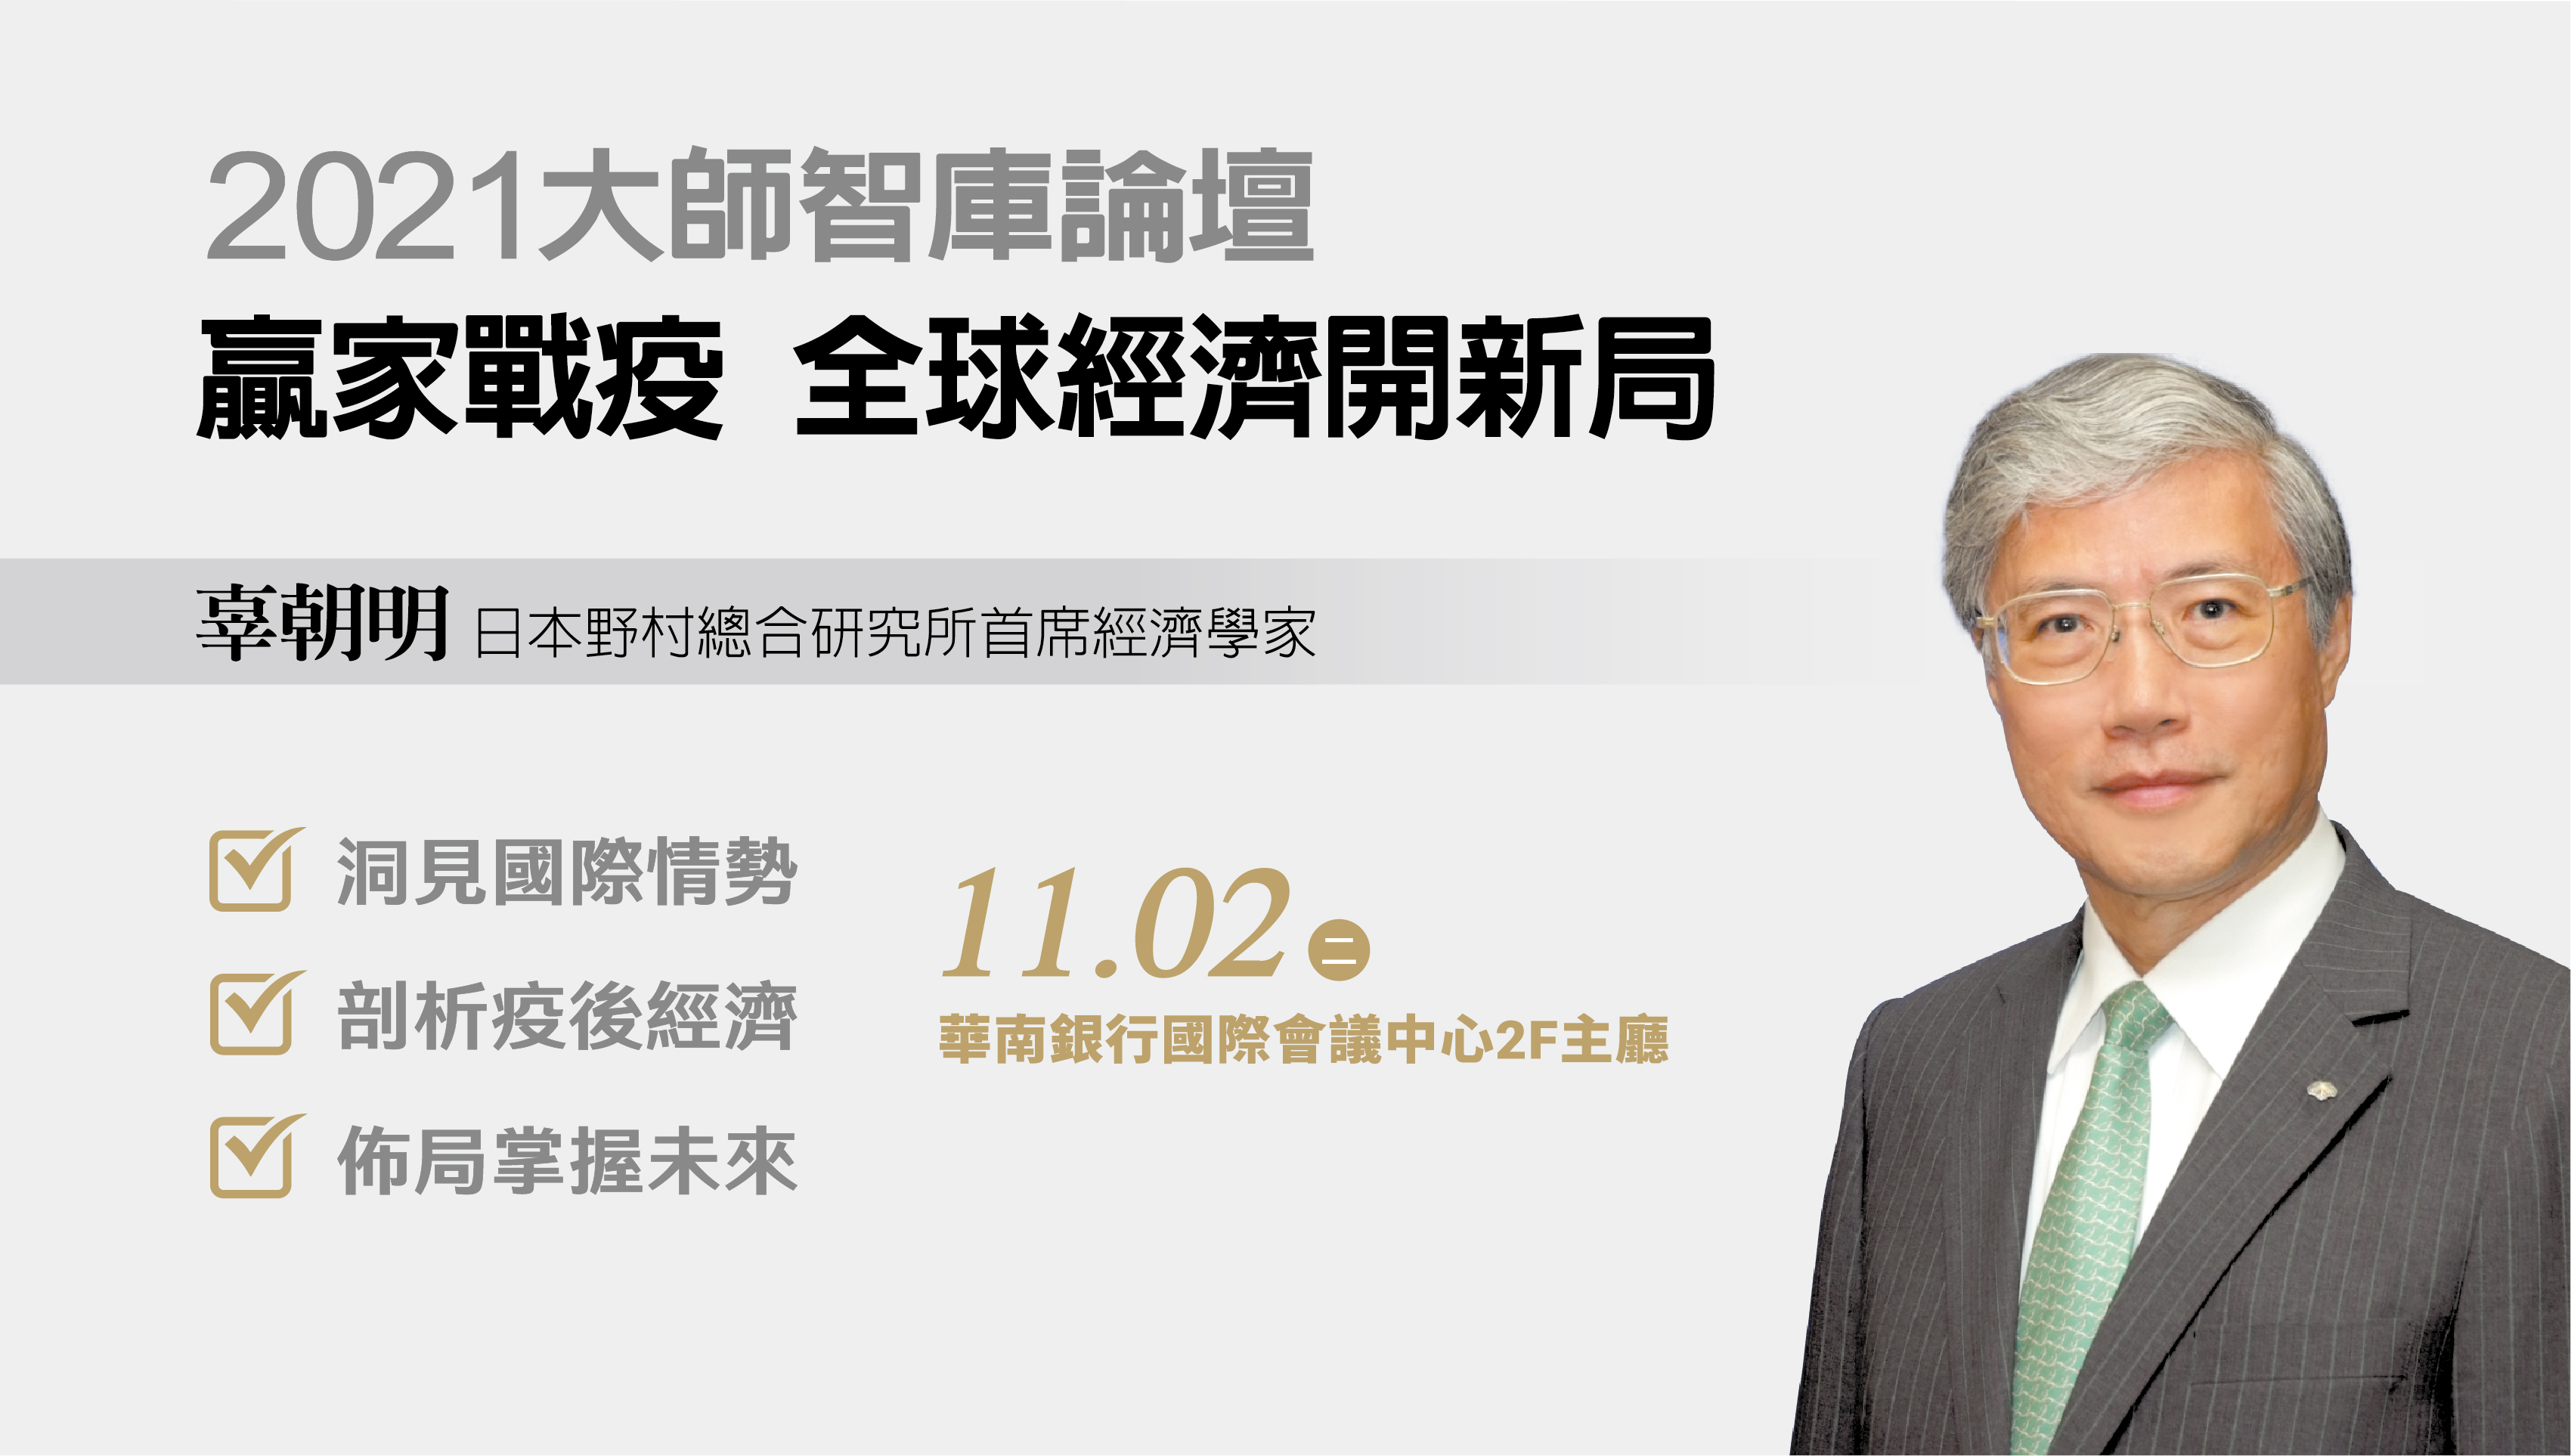 2021大師智庫論壇
贏家戰疫 全球經濟開新局
辜朝明 日本野村總合研究所首席經濟學家
洞見國際情勢
剖析疫後經濟
佈局掌握未來
11.02 二
華南銀行國際會議中心2F主廳